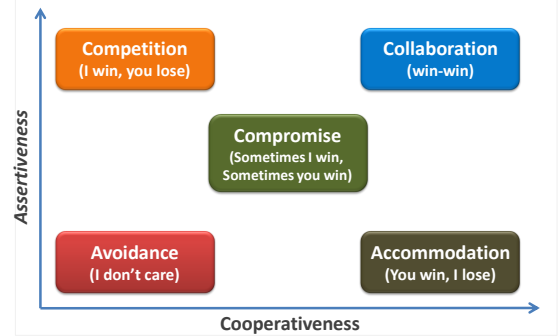 Competition
(I win, you lose)
Collaboration
(win-win)
Compromise
(Sometimes I win,
Sometimes you win)
Avoidance
(I don't care)
Accommodation
(You win, I lose)
Assertiveness
Cooperativeness